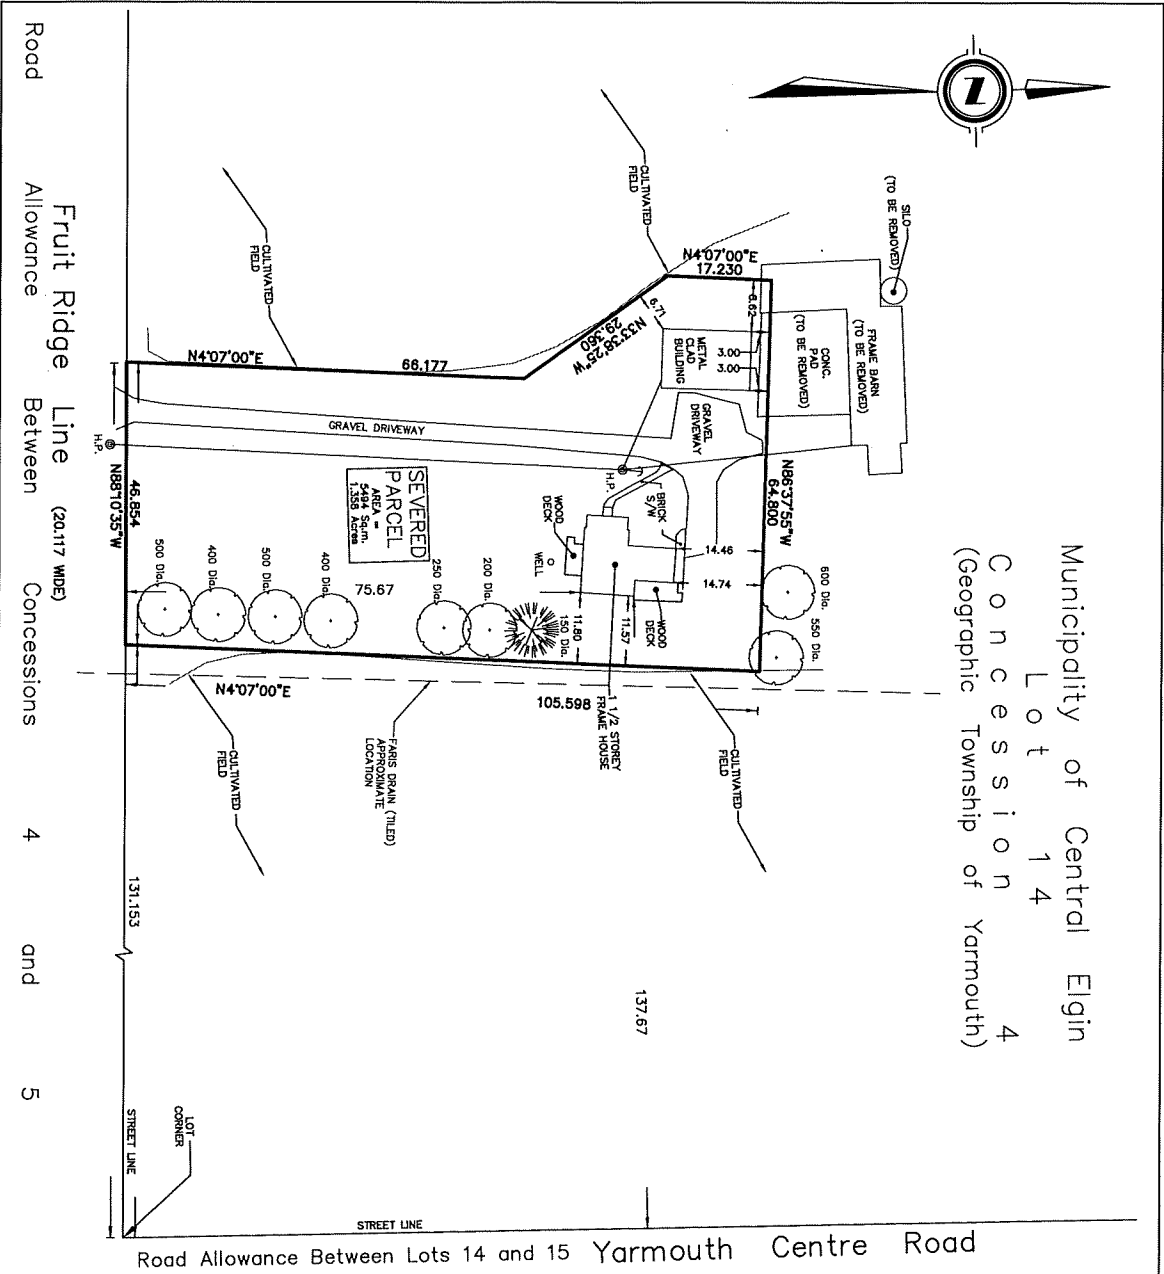 Municipality of Central Elgin
Lot 14
Concession 4
(Geographic Township of Yarmouth)
SILO
(TO BE REMOVED)
FRAME BARN
(TO BE REMOVED)
CONC.
PAD
(TO BE REMOVED)
N4°07'00"E
17.230
6.62
3.00
3.00
METAL
CLAD
BUILDING
6.71
N33°38'25"W
29.360
CULTIVATED
FIELD
CULTIVATED
FIELD
N4°07'00"E
66.177
GRAVEL DRIVEWAY
GRAVEL
DRIVEWAY
N86°37'55"W
64.800
H.P.
BRICK
S/W
14.46
14.74
WOOD
DECK
WELL
WOOD
DECK
11.80
11.57
600 Dia.
550 Dia.
150 Dia.
200 Dia.
250 Dia.
400 Dia.
500 Dia.
400 Dia.
500 Dia.
75.67
SEVERED
PARCEL
AREA =
5494 Sq.m.
1.358 Acres
H.P.
46.854
N88°10'35"W
N4°07'00"E
105.598
1 1/2 STOREY
FRAME HOUSE
FARIS DRAIN (TILED)
APPROXIMATE
LOCATION
CULTIVATED
FIELD
CULTIVATED
FIELD
131.153
137.67
LOT
CORNER
STREET LINE
STREET LINE
Fruit Ridge Line (20.117 WIDE)
Road Allowance Between Concessions 4 and 5
Road Allowance Between Lots 14 and 15 Yarmouth Centre Road
Z